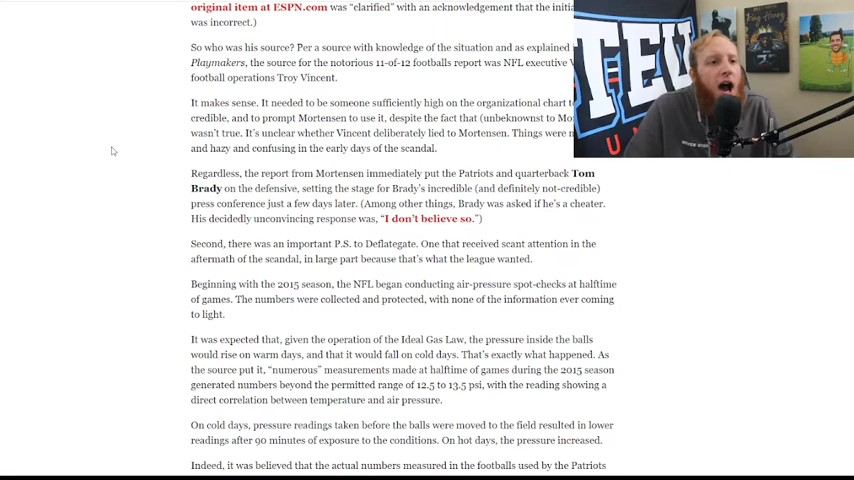 original item at ESPN.com was “clarified” with an acknowledgement that the
was incorrect.)
So who was his source? Per a source with knowledge of the situation and as explained
Playmakers, the source for the notorious 11-of-12 footballs report was NFL executive
football operations Troy Vincent.
It makes sense. It needed to be someone sufficiently high on the organizational chart
credible, and to prompt Mortensen to use it, despite the fact that (unbeknownst to
wasn’t true. It’s unclear whether Vincent deliberately lied to Mortensen. Things were
and hazy and confusing in the early days of the scandal.
Regardless, the report from Mortensen immediately put the Patriots and quarterback Tom
Brady on the defensive, setting the stage for Brady’s incredible (and definitely not-credible)
press conference just a few days later. (Among other things, Brady was asked if he’s a cheater.
His decidedly unconvincing response was, “I don’t believe so.”)
Second, there was an important P.S. to Deflategate. One that received scant attention in the
aftermath of the scandal, in large part because that’s what the league wanted.
Beginning with the 2015 season, the NFL began conducting air-pressure spot-checks at halftime
of games. The numbers were collected and protected, with none of the information ever coming
to light.
It was expected that, given the operation of the Ideal Gas Law, the pressure inside the balls
would rise on warm days, and that it would fall on cold days. That’s exactly what happened. As
the source put it, “numerous” measurements made at halftime of games during the 2015 season
generated numbers beyond the permitted range of 12.5 to 13.5 psi, with the reading showing a
direct correlation between temperature and air pressure.
On cold days, pressure readings taken before the balls were moved to the field resulted in lower
readings after 90 minutes of exposure to the conditions. On hot days, the pressure increased.
Indeed, it was believed that the actual numbers measured in the footballs used by the Patriots
TEU